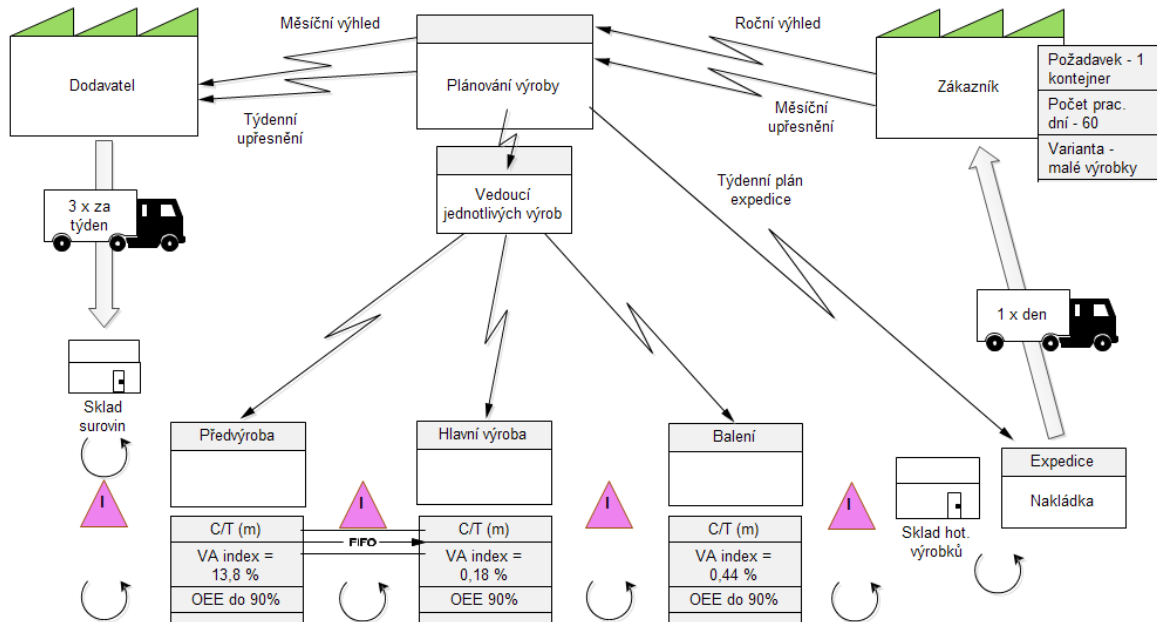 Měsíční výhled
Roční výhled
Dodavatel
Plánování výroby
Zákazník
Požadavek - 1
kontejner
Počet prac.
dní - 60
Varianta -
malé výrobky
Týdenní
upřesnění
Měsíční
upřesnění
Vedoucí
jednotlivých výrob
Týdenní plán
expedice
3 x za
týden
1 x den
Sklad
surovin
Předvýroba
Hlavní výroba
Balení
Expedice
Nakládka
Sklad hot.
výrobků
I
I
I
I
C/T (m)
VA index =
13,8 %
OEE do 90%
FIFO
C/T (m)
VA index =
0,18 %
OEE 90%
C/T (m)
VA index =
0,44 %
OEE do 90%